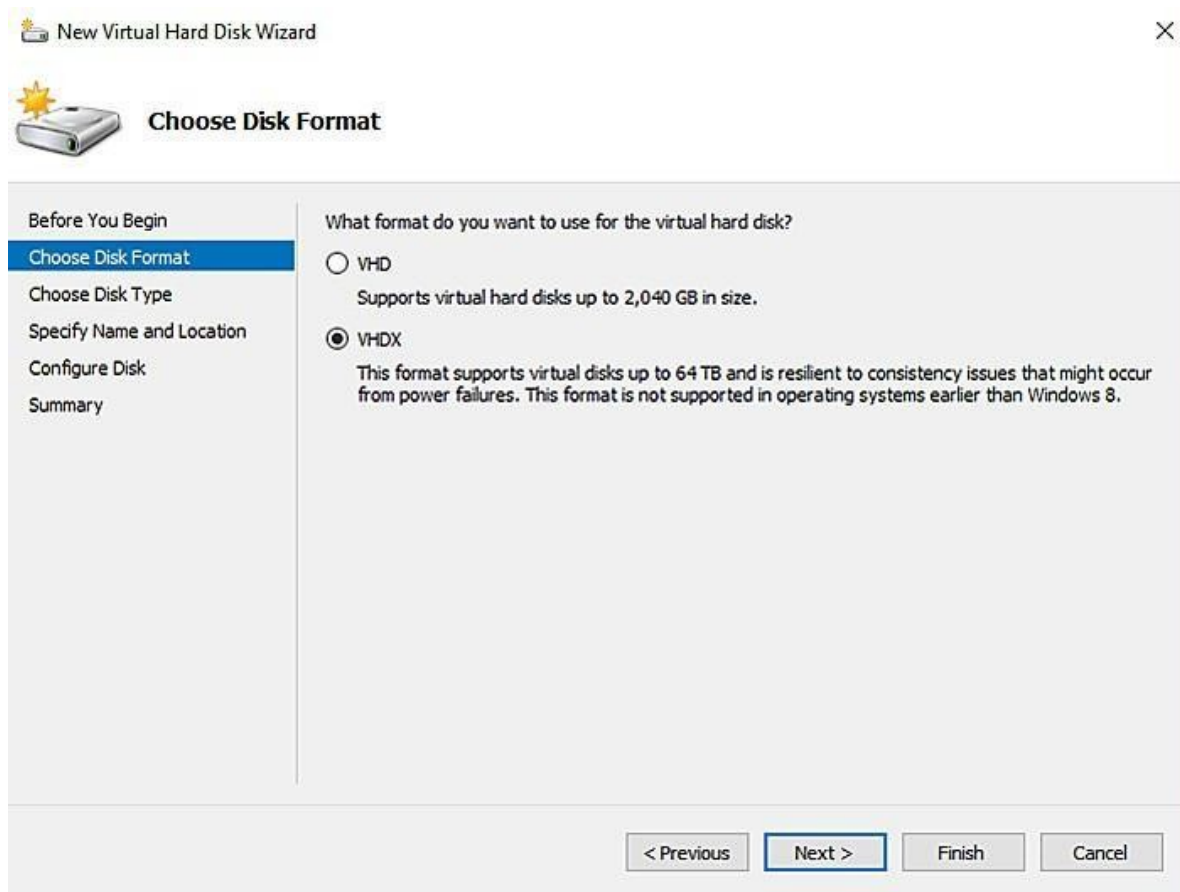 New Virtual Hard Disk Wizard
Choose Disk Format
Before You Begin
Choose Disk Format
Choose Disk Type
Specify Name and Location
Configure Disk
Summary
What format do you want to use for the virtual hard disk?
VHD
Supports virtual hard disks up to 2,040 GB in size.
VHDX
This format supports virtual disks up to 64 TB and is resilient to consistency issues that might occur
from power failures. This format is not supported in operating systems earlier than Windows 8.
< Previous
Next >
Finish
Cancel